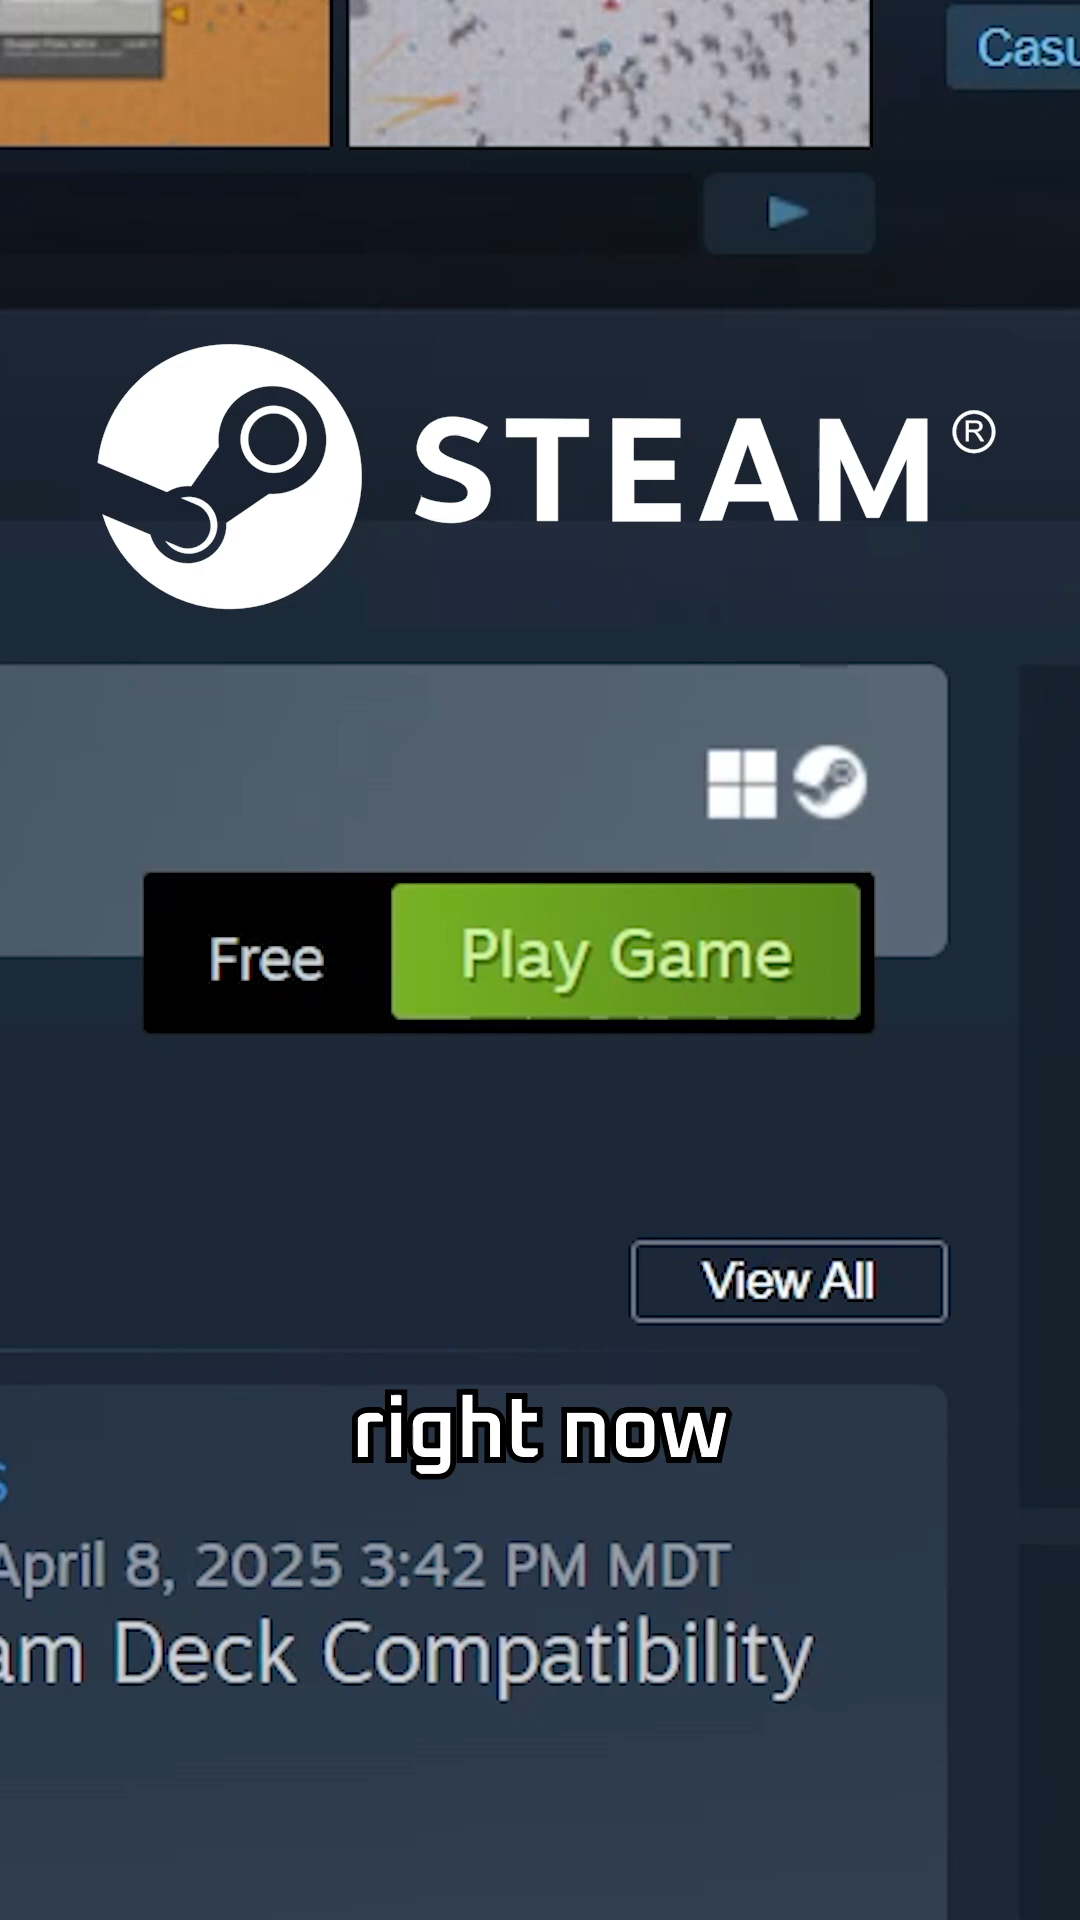 Casu
STEAM®
Free
Play Game
View All
right now
s
April 8, 2025 3:42 PM MDT
am Deck Compatibility